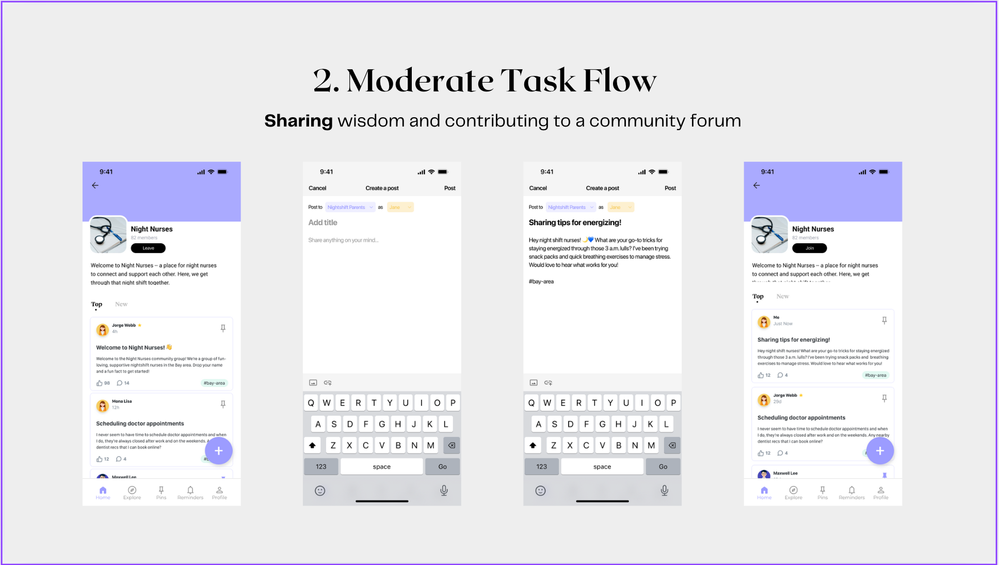 2. Moderate Task Flow
Sharing wisdom and contributing to a community forum
9:41
Night Nurses
82 members
Leave
Welcome to Night Nurses – a place for night nurses
to connect and support each other. Here, we get
through that night shift together.
Top New
Jorge Webb ⭐
4h
Welcome to Night Nurses! 👋
Welcome to the Night Nurses community group! We're a group of fun-
loving, supportive nightshift nurses in the Bay area. Drop your name
and a fun fact to get started!
98 14 #bay-area
Mona Lisa
12h
Scheduling doctor appointments
I never seem to have time to schedule doctor appointments and when
I do, they're always closed after work and on the weekends.
dentist recs that I can book online?
12 4
Maxwell Lee
Home Explore Pins Reminders Profile
9:41
Cancel Create a post Post
Post to Nightshift Parents as Jane
Add title
Share anything on your mind...
Q W E R T Y U I O P
A S D F G H J K L
Z X C V B N M
123 space Go
9:41
Cancel Create a post Post
Post to Nightshift Parents as Jane
Sharing tips for energizing!
Hey night shift nurses! 🌙💙 What are your go-to tricks for
staying energized through those 3 a.m. lulls? I've been trying
snack packs and quick breathing exercises to manage stress.
Would love to hear what works for you!
#bay-area
Q W E R T Y U I O P
A S D F G H J K L
Z X C V B N M
123 space Go
9:41
Night Nurses
82 members
Join
Welcome to Night Nurses – a place for night nurses
to connect and support each other. Here, we get
through that night shift together.
Top New
Me
Just Now
Sharing tips for energizing!
Hey night shift nurses! What are your go-to tricks for staying energized
through those 3 a.m. lulls? I've been trying snack packs and breathing
exercises to manage stress. Would love to hear what works for you!
12 4 #bay-area
Jorge Webb ⭐
29d
Scheduling doctor appointments
I never seem to have time to schedule doctor appointments and when
I do, they're always closed after work and on the weekends. Any nearby
dentist recs that I can book online?
12 4
Maxwell Lee
Home Explore Pins Reminders Profile